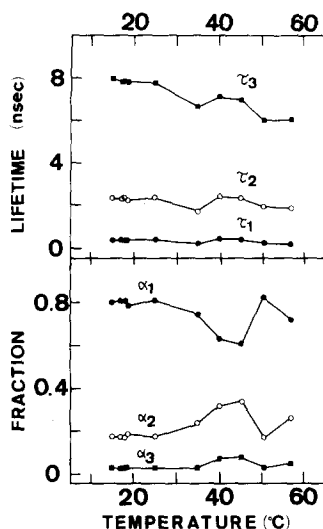 20 40 60
8
4
2
0
LIFETIME (nsec)
τ3
τ2
τ1
0.8
0.4
0
FRACTION
α1
α2
α3
20 40 60
TEMPERATURE (°C)